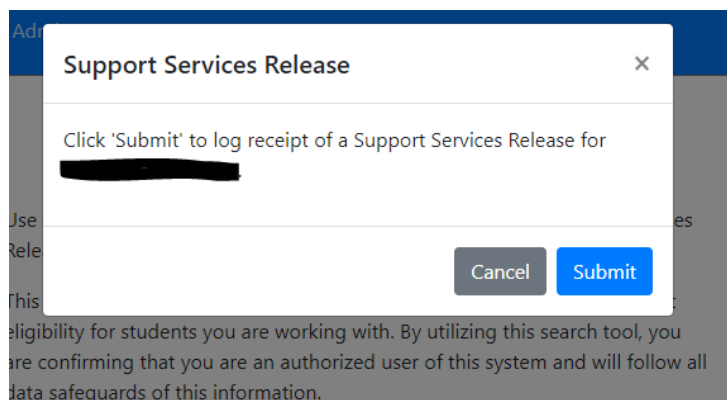 Support Services Release
×
Click 'Submit' to log receipt of a Support Services Release for
Cancel
Submit
es
This
eligibility for students you are working with. By utilizing this search tool, you
are confirming that you are an authorized user of this system and will follow all
data safeguards of this information.